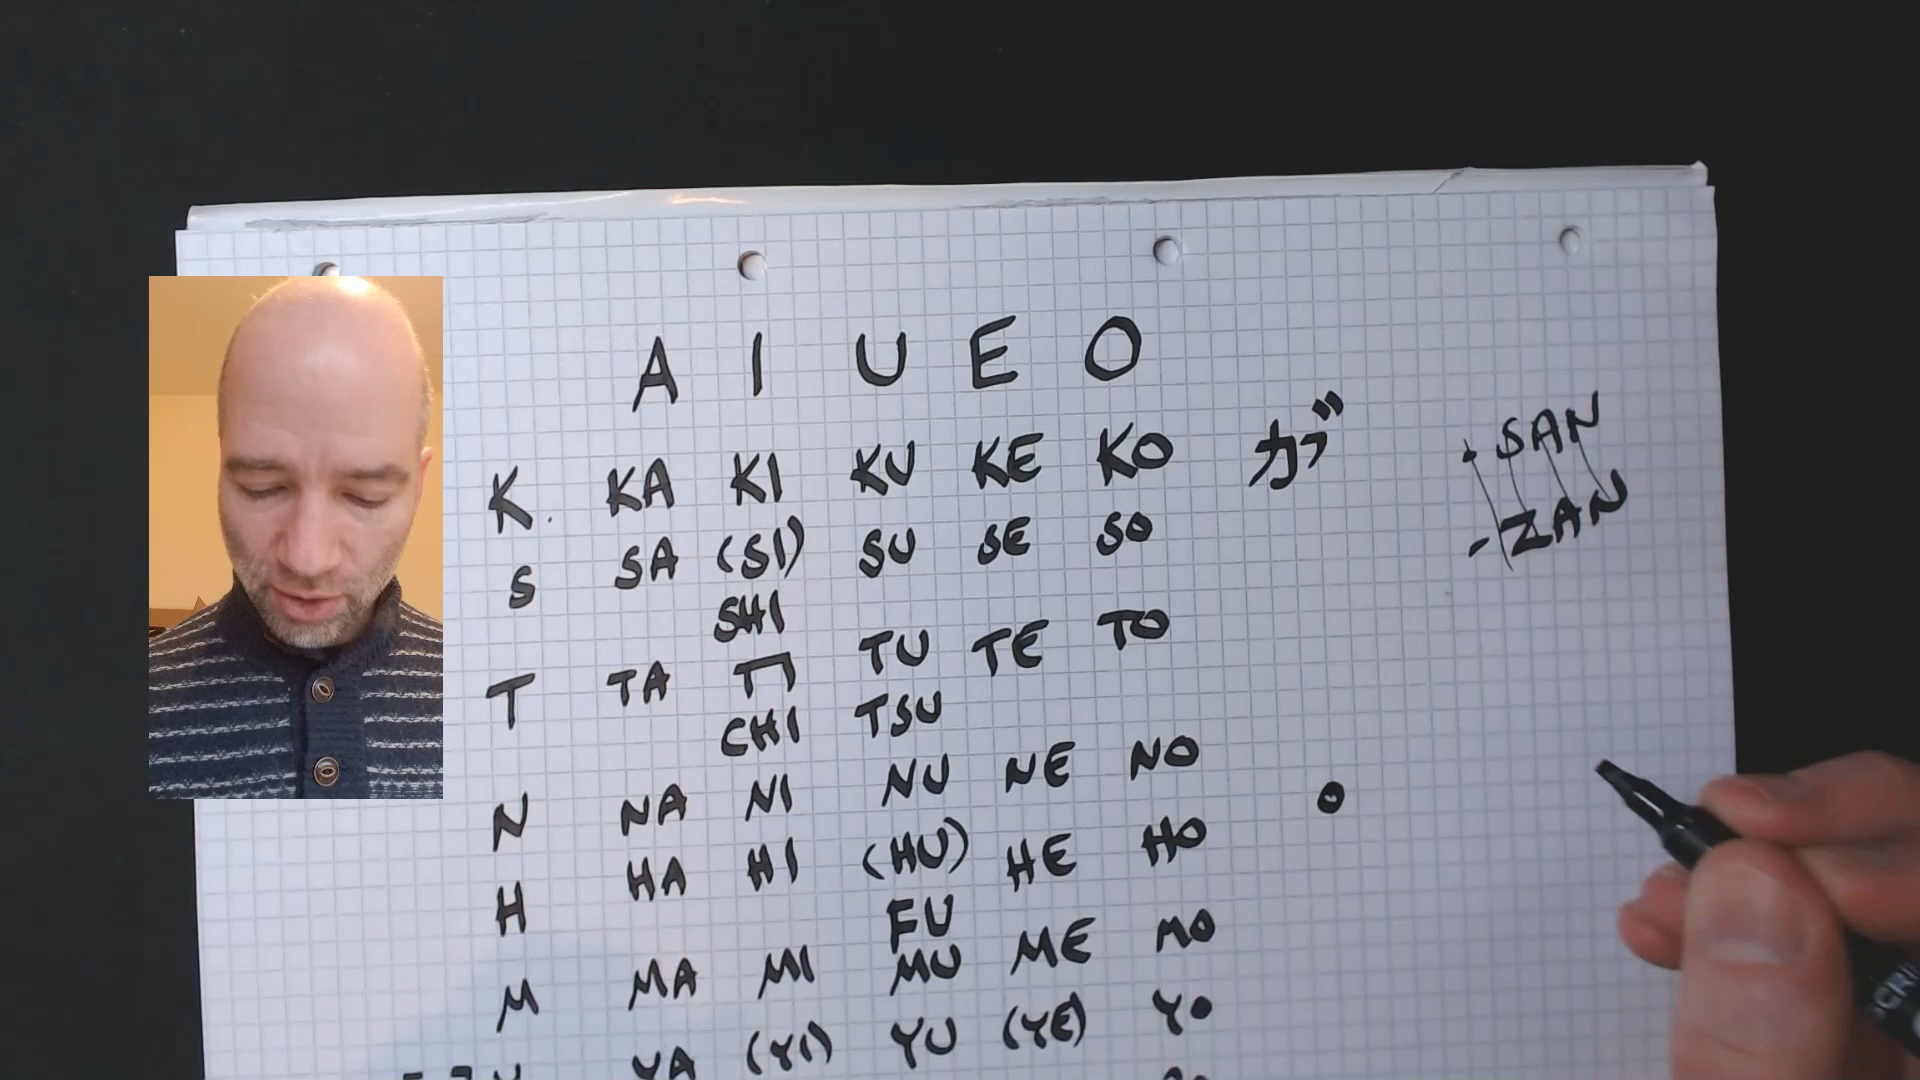 A I U E O
K. KA KI KU KE KO ガ
S SA (SI) SU SE SO
SHI
T TA TI TU TE TO
CHI TSU
N NA NI NU NE NO
H HA HI (HU) HE HO
FU
M MA MI MU ME MO
YA (YI) YU (YE) YO
+ SAN
- ZAN